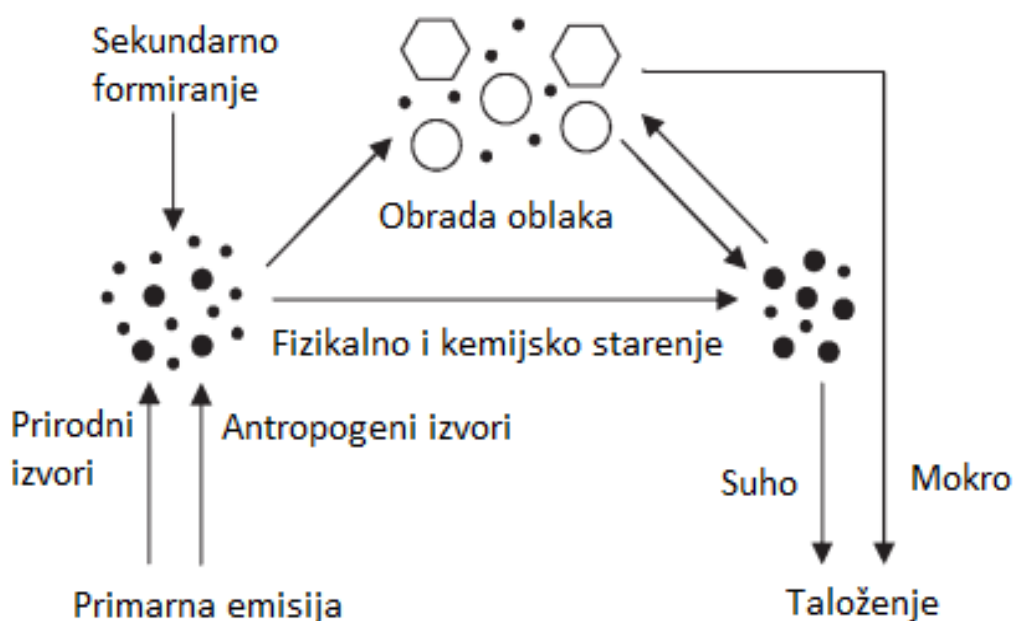 Sekundarno
formiranje
Obrada oblaka
Fizikalno i kemijsko starenje
Prirodni
izvori
Antropogeni izvori
Suho
Mokro
Primarna emisija
Taloženje